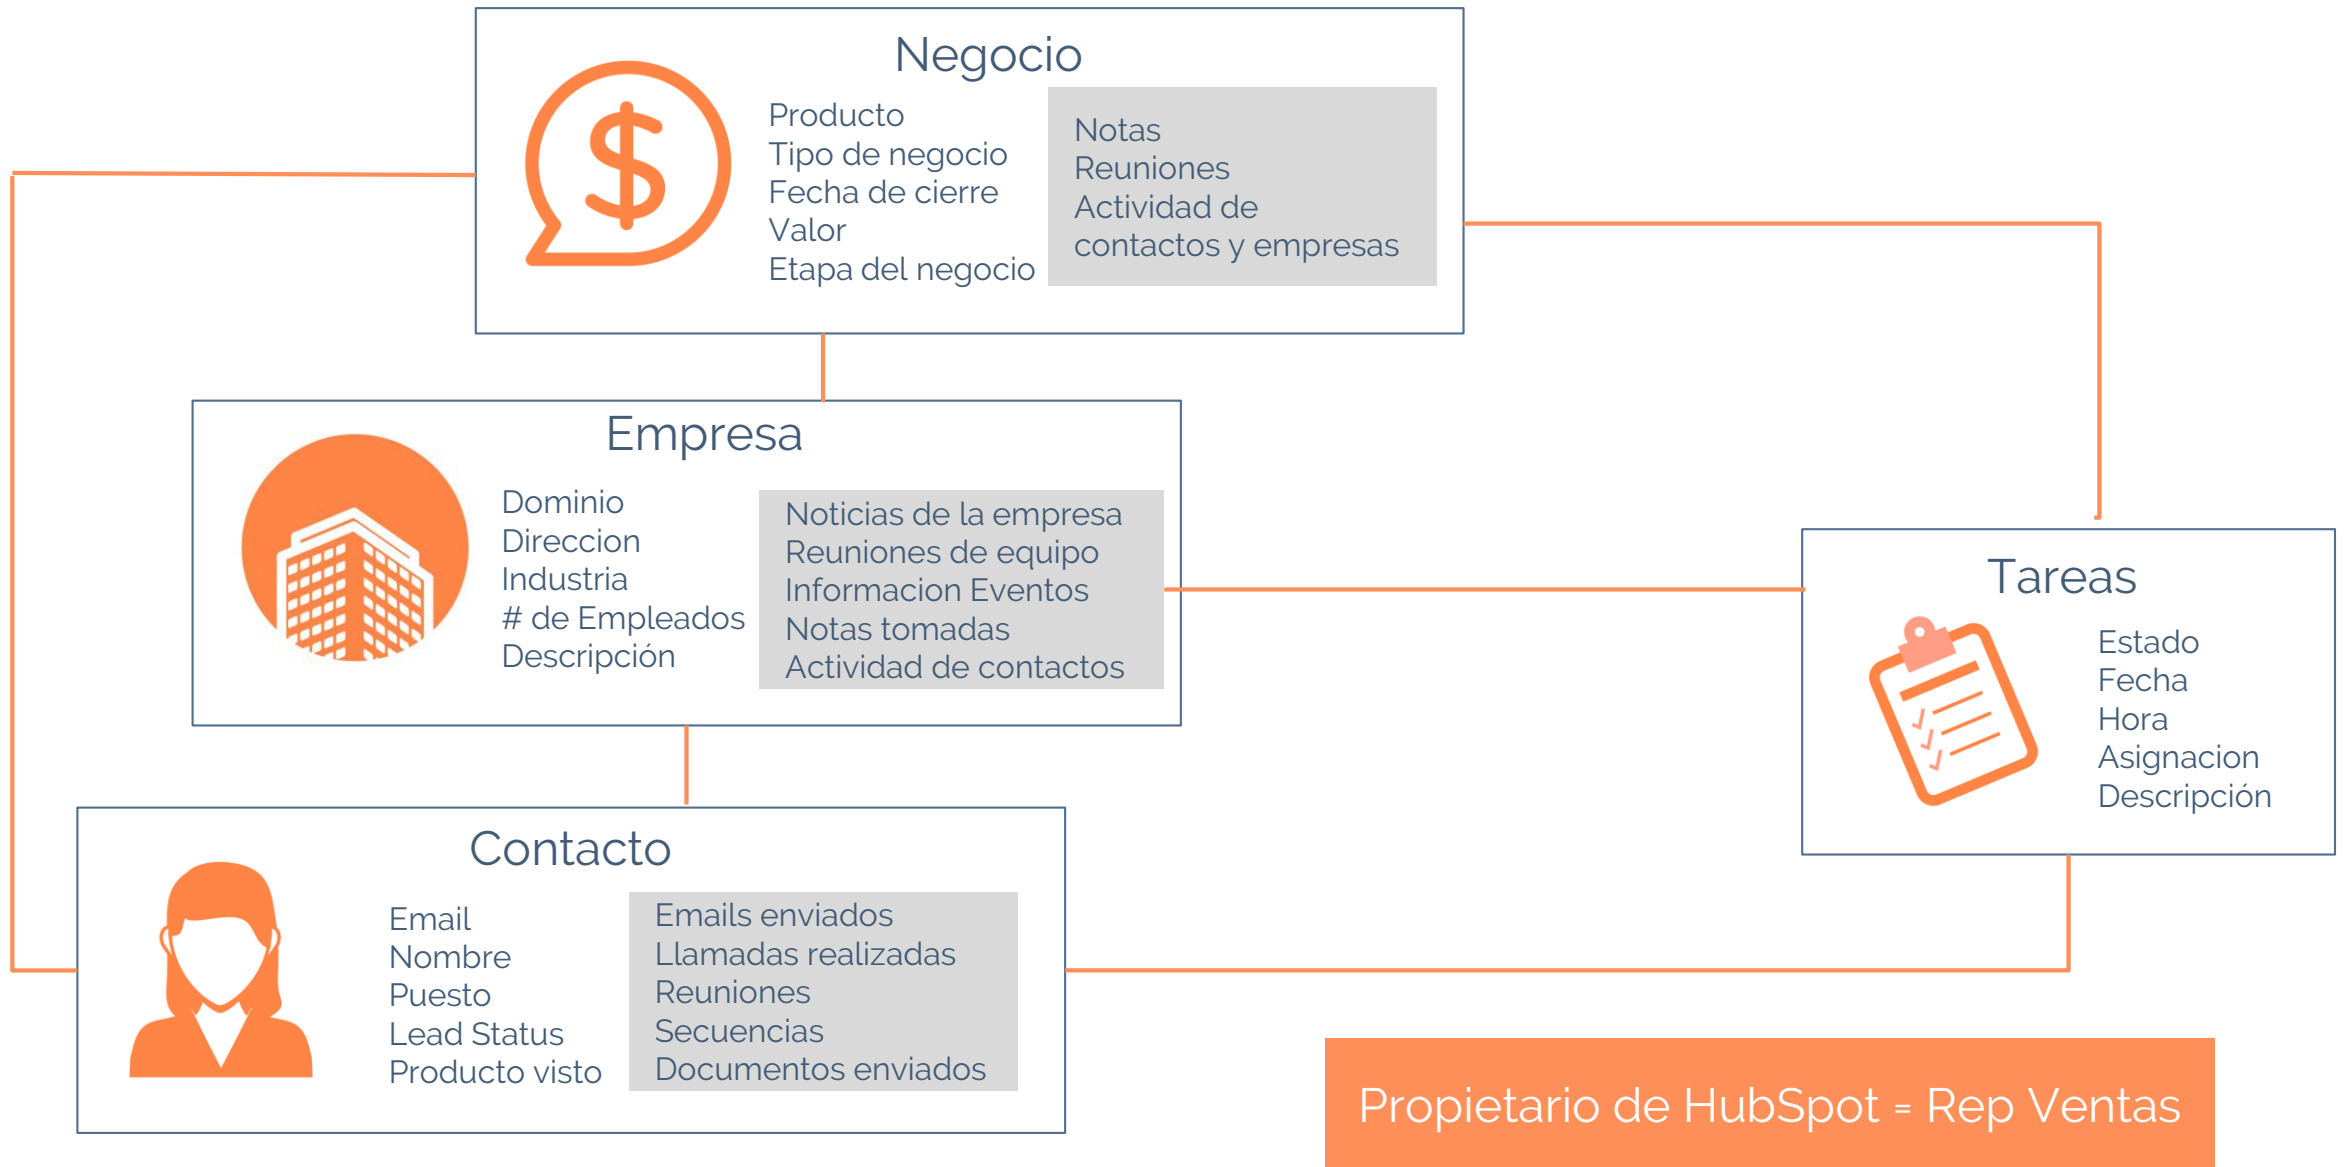 Negocio
Producto
Tipo de negocio
Fecha de cierre
Valor
Etapa del negocio
Notas
Reuniones
Actividad de
contactos y empresas
Empresa
Dominio
Direccion
Industria
# de Empleados
Descripción
Noticias de la empresa
Reuniones de equipo
Informacion Eventos
Notas tomadas
Actividad de contactos
Tareas
Estado
Fecha
Hora
Asignacion
Descripción
Contacto
Email
Nombre
Puesto
Lead Status
Producto visto
Emails enviados
Llamadas realizadas
Reuniones
Secuencias
Documentos enviados
Propietario de HubSpot = Rep Ventas